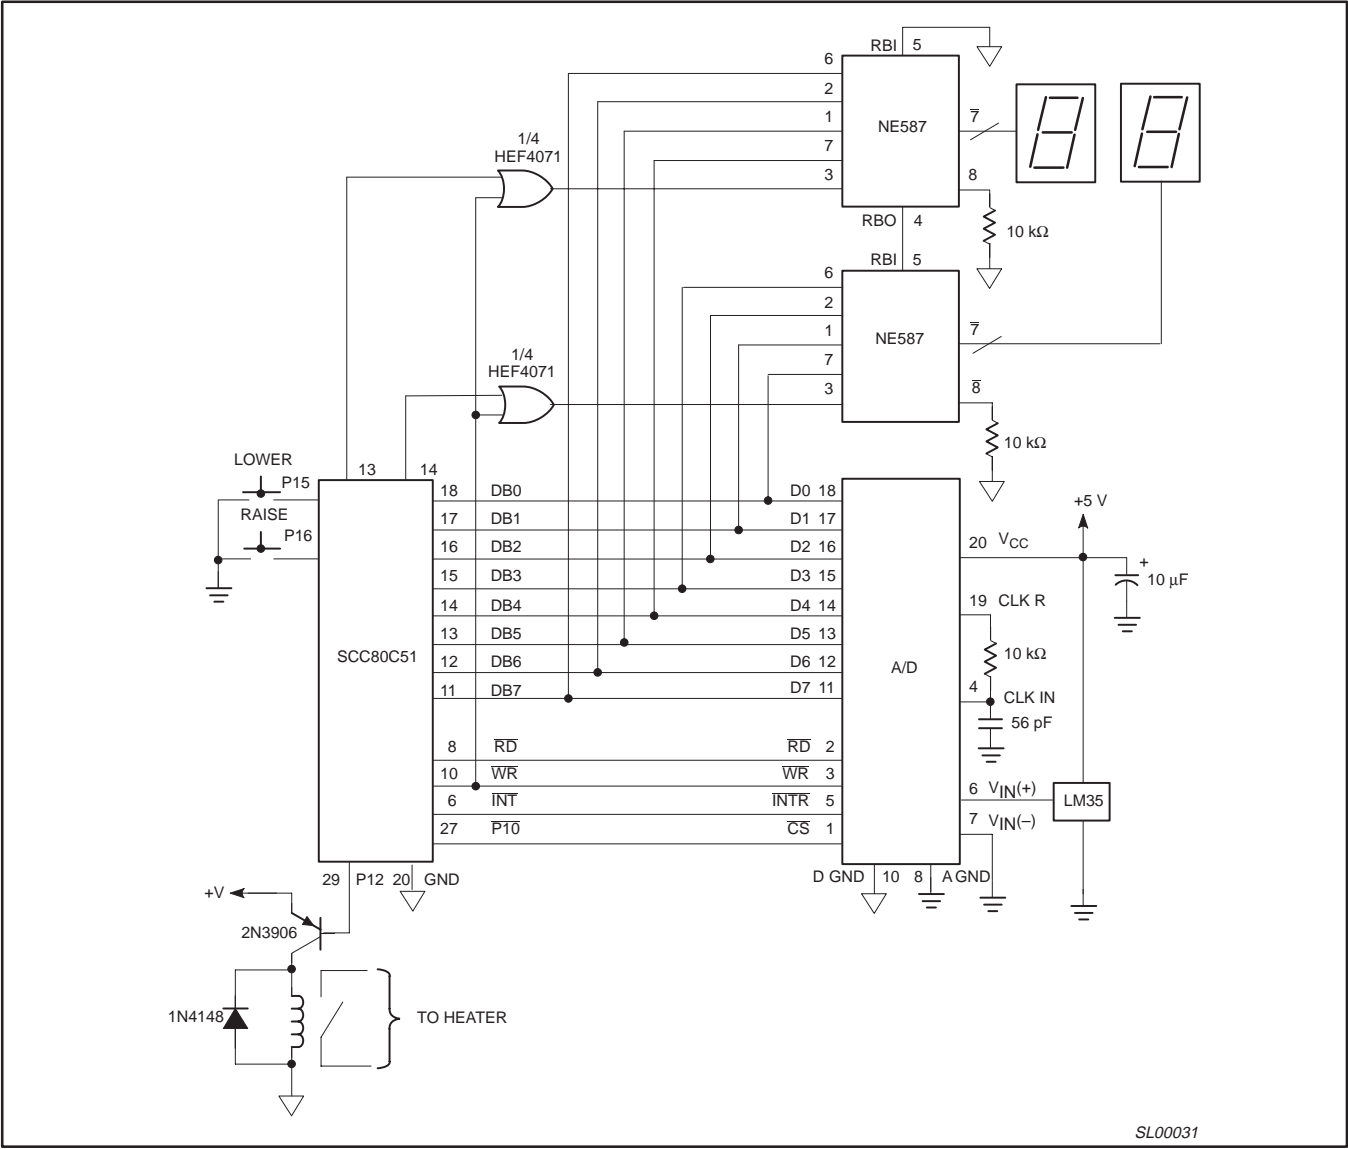 RBI 5
6
2
1
7
3
NE587
7
8
10 kΩ
RBO 4
1/4
HEF4071
RBI 5
6
2
1
7
3
NE587
7
8
10 kΩ
1/4
HEF4071
LOWER
P15
RAISE
P16
13
14
SCC80C51
18 DB0
17 DB1
16 DB2
15 DB3
14 DB4
13 DB5
12 DB6
11 DB7
8 RD
10 WR
6 INT
27 P10
D0 18
D1 17
D2 16
D3 15
D4 14
D5 13
D6 12
D7 11
RD 2
WR 3
INTR 5
CS 1
A/D
+5 V
20 VCC
+
10 μF
19 CLK R
10 kΩ
4 CLK IN
56 pF
6 VIN(+)
7 VIN(–)
LM35
D GND 10
8 A GND
29 P12
20 GND
+V
2N3906
1N4148
TO HEATER
SL00031